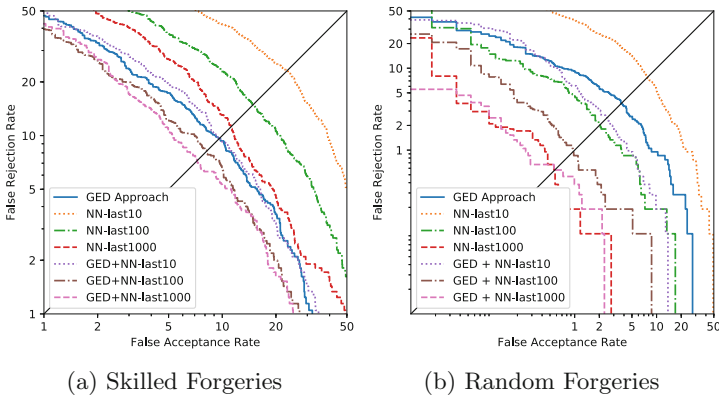 50
20
10
5
2
1
False Rejection Rate
GED Approach
NN-last10
NN-last100
NN-last1000
GED+NN-last10
GED+NN-last100
GED+NN-last1000
1 2 5 10 20 50
False Acceptance Rate
(a) Skilled Forgeries
50
20
10
5
2
1
False Rejection Rate
GED Approach
NN-last10
NN-last100
NN-last1000
GED + NN-last10
GED + NN-last100
GED + NN-last1000
1 2 5 10 20 50
False Acceptance Rate
(b) Random Forgeries